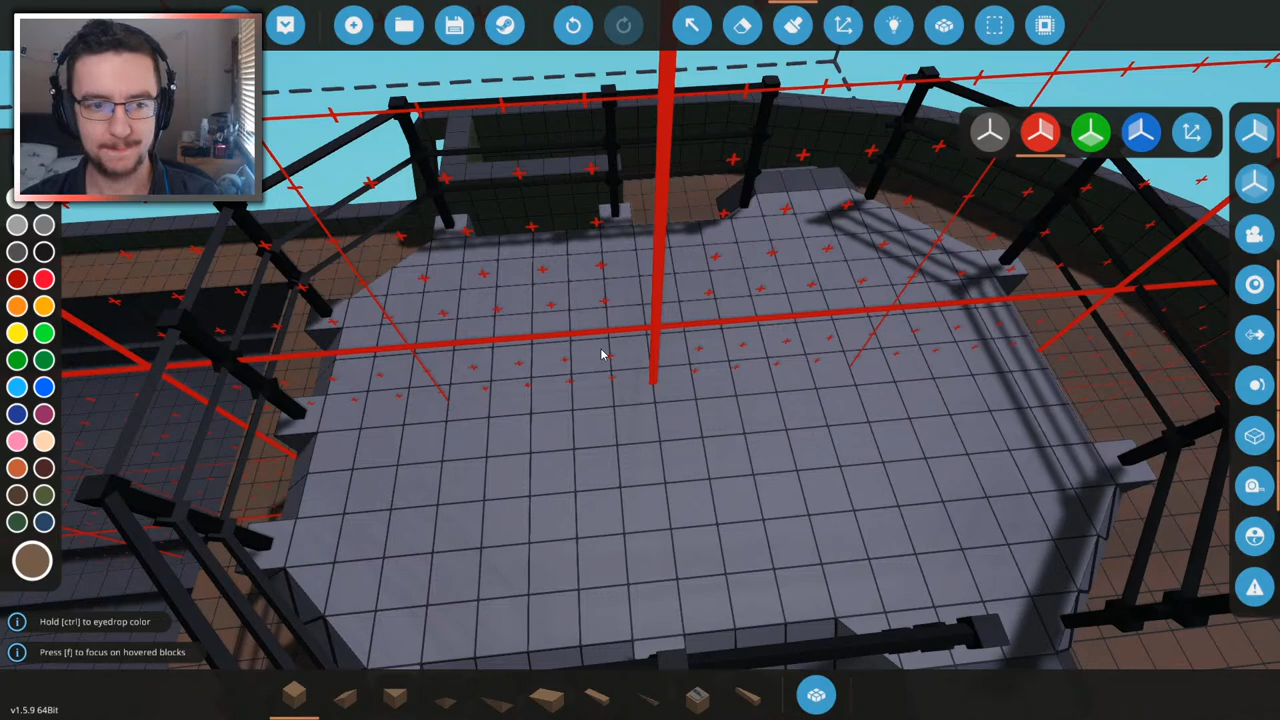 Hold [ctrl] to eyedrop color
Press [f] to focus on hovered blocks
v1.5.9 64Bit